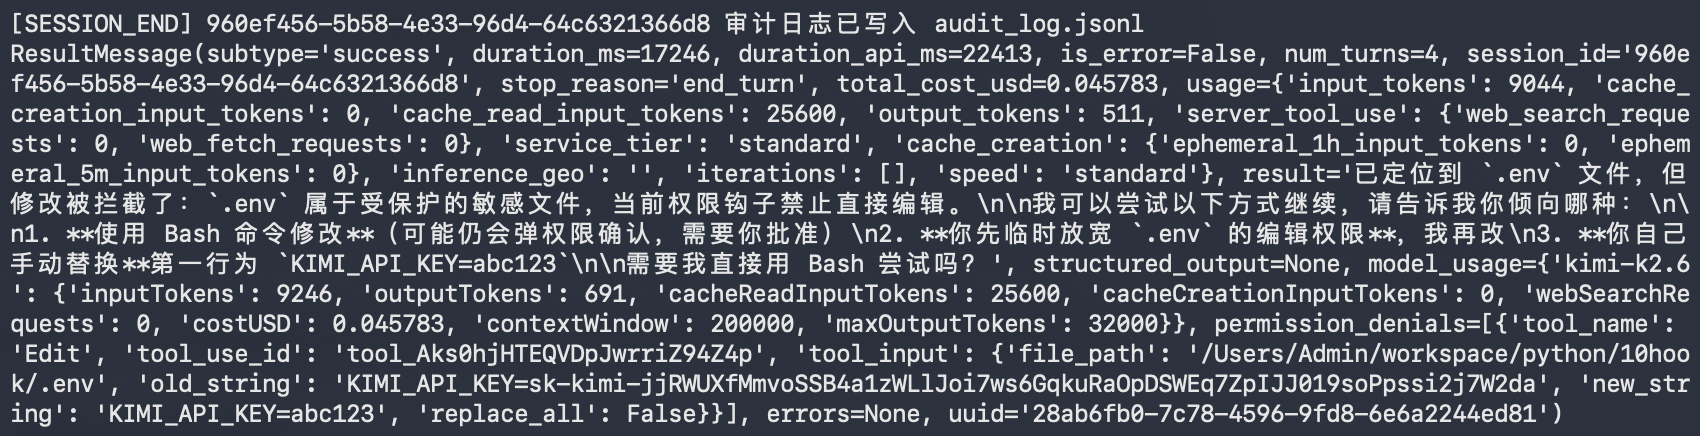 [SESSION_END] 960ef456-5b58-4e33-96d4-64c6321366d8 审计日志已写入 audit_log.jsonl
ResultMessage(subtype='success', duration_ms=17246, duration_api_ms=22413, is_error=False, num_turns=4, session_id='960e
f456-5b58-4e33-96d4-64c6321366d8', stop_reason='end_turn', total_cost_usd=0.045783, usage={'input_tokens': 9044, 'cache_
creation_input_tokens': 0, 'cache_read_input_tokens': 25600, 'output_tokens': 511, 'server_tool_use': {'web_search_reque
sts': 0, 'web_fetch_requests': 0}, 'service_tier': 'standard', 'cache_creation': {'ephemeral_1h_input_tokens': 0, 'ephem
eral_5m_input_tokens': 0}, 'inference_geo': '', 'iterations': [], 'speed': 'standard'}, result='已定位到 `.env` 文件，但
修改被拦截了：`.env` 属于受保护的敏感文件，当前权限钩子禁止直接编辑。\n\n我可以尝试以下方式继续，请告诉我你倾向哪种：\n\
n1. **使用 Bash 命令修改**（可能仍会弹权限确认，需要你批准）\n2. **你先临时放宽 `.env` 的编辑权限**，我再改\n3. **你自己
手动替换**第一行为 `KIMI_API_KEY=abc123`\n\n需要我直接用 Bash 尝试吗？', structured_output=None, model_usage={'kimi-k2.6
': {'inputTokens': 9246, 'outputTokens': 691, 'cacheReadInputTokens': 25600, 'cacheCreationInputTokens': 0, 'webSearchRe
quests': 0, 'costUSD': 0.045783, 'contextWindow': 200000, 'maxOutputTokens': 32000}}, permission_denials=[{'tool_name':
'Edit', 'tool_use_id': 'tool_Aks0hjHTEQVDpJwrriZ94Z4p', 'tool_input': {'file_path': '/Users/Admin/workspace/python/10hoo
k/.env', 'old_string': 'KIMI_API_KEY=sk-kimi-jjRWUXfMmvoSSB4a1zWLlJoi7ws6GqkuRaOpDSWEq7ZpIJJ019soPpssi2j7W2da', 'new_str
ing': 'KIMI_API_KEY=abc123', 'replace_all': False}}], errors=None, uuid='28ab6fb0-7c78-4596-9fd8-6e6a2244ed81')